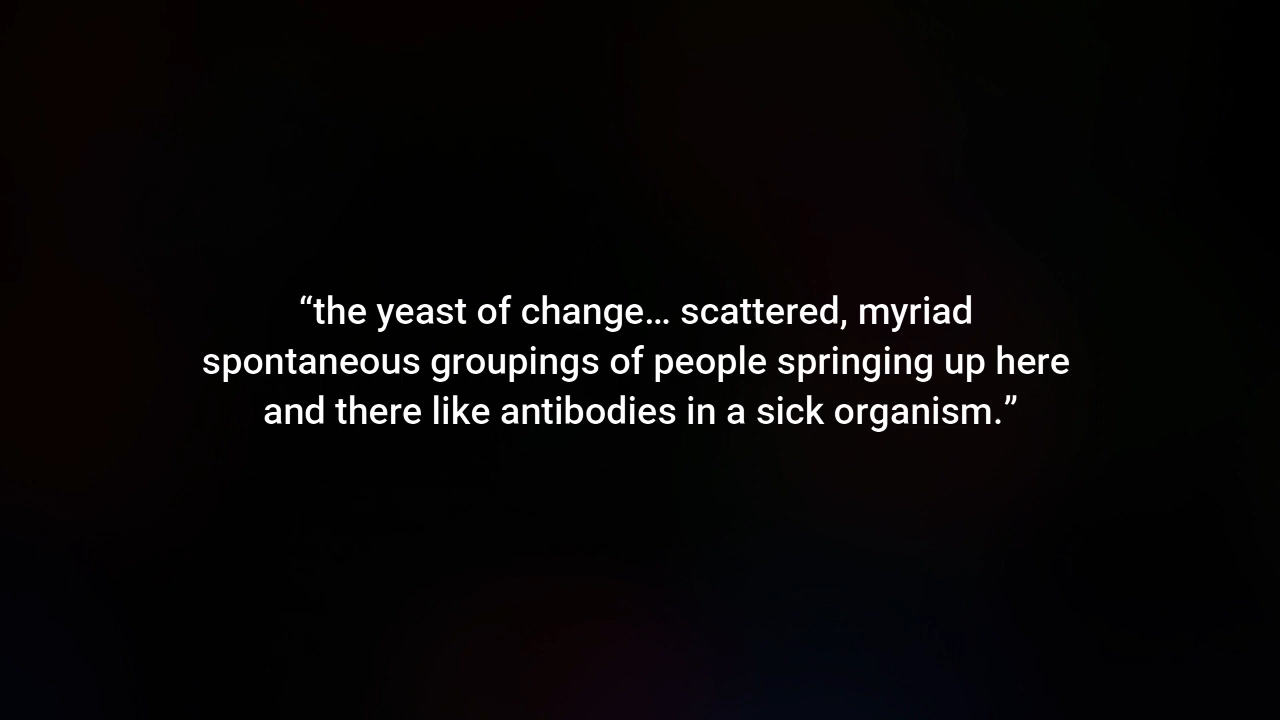 “the yeast of change… scattered, myriad
spontaneous groupings of people springing up here
and there like antibodies in a sick organism.”